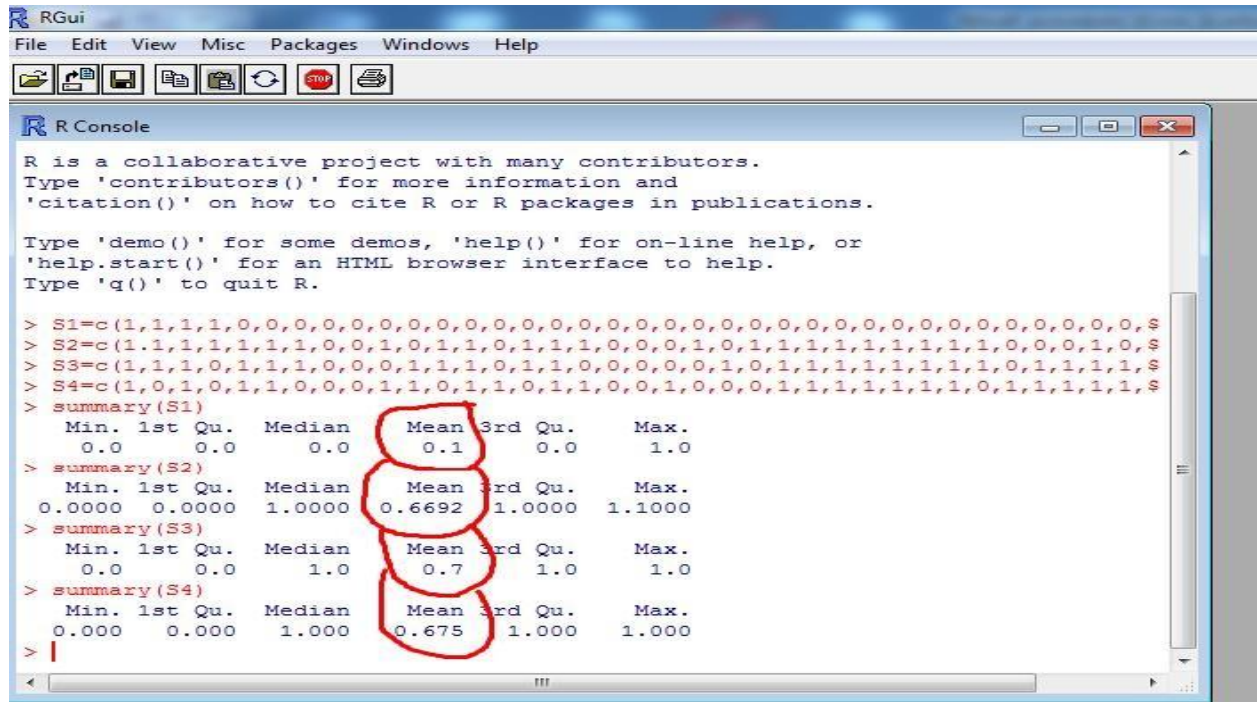 RGui
File Edit View Misc Packages Windows Help
STOP
R Console
R is a collaborative project with many contributors.
Type 'contributors()' for more information and
'citation()' on how to cite R or R packages in publications.
Type 'demo()' for some demos, 'help()' for on-line help, or
'help.start()' for an HTML browser interface to help.
Type 'q()' to quit R.
> S1=c(1,1,1,1,0,0,0,0,0,0,0,0,0,0,0,0,0,0,0,0,0,0,0,0,0,0,0,0,0,0,0,0,0,0,0,0,$
> S2=c(1.1,1,1,1,1,1,0,0,1,0,1,1,0,1,1,1,0,0,0,1,0,1,1,1,1,1,1,1,1,1,0,0,0,1,0,$
> S3=c(1,1,1,0,1,1,1,0,0,1,1,1,0,1,1,0,0,0,0,0,1,0,1,1,1,1,1,1,1,1,1,0,1,1,1,1,$
> S4=c(1,0,1,0,1,1,0,0,0,1,1,0,1,1,0,1,1,0,0,1,0,0,0,1,1,1,1,1,1,1,0,1,1,1,1,1,$
> summary(S1)
Min. 1st Qu. Median Mean 3rd Qu. Max.
0.0 0.0 0.0 0.1 0.0 1.0
> summary(S2)
Min. 1st Qu. Median Mean 3rd Qu. Max.
0.0000 0.0000 1.0000 0.6692 1.0000 1.1000
> summary(S3)
Min. 1st Qu. Median Mean 3rd Qu. Max.
0.0 0.0 1.0 0.7 1.0 1.0
> summary(S4)
Min. 1st Qu. Median Mean 3rd Qu. Max.
0.000 0.000 1.000 0.675 1.000 1.000
>